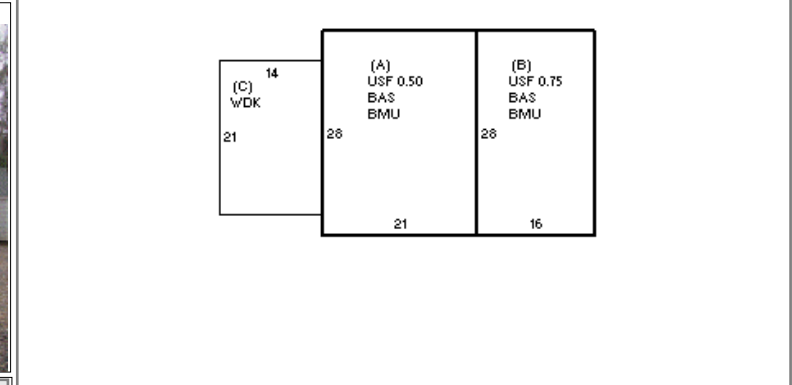 14
(C)
WDK
21
(A)
USF 0.50
BAS
BMU
28
21
(B)
USF 0.75
BAS
BMU
28
16